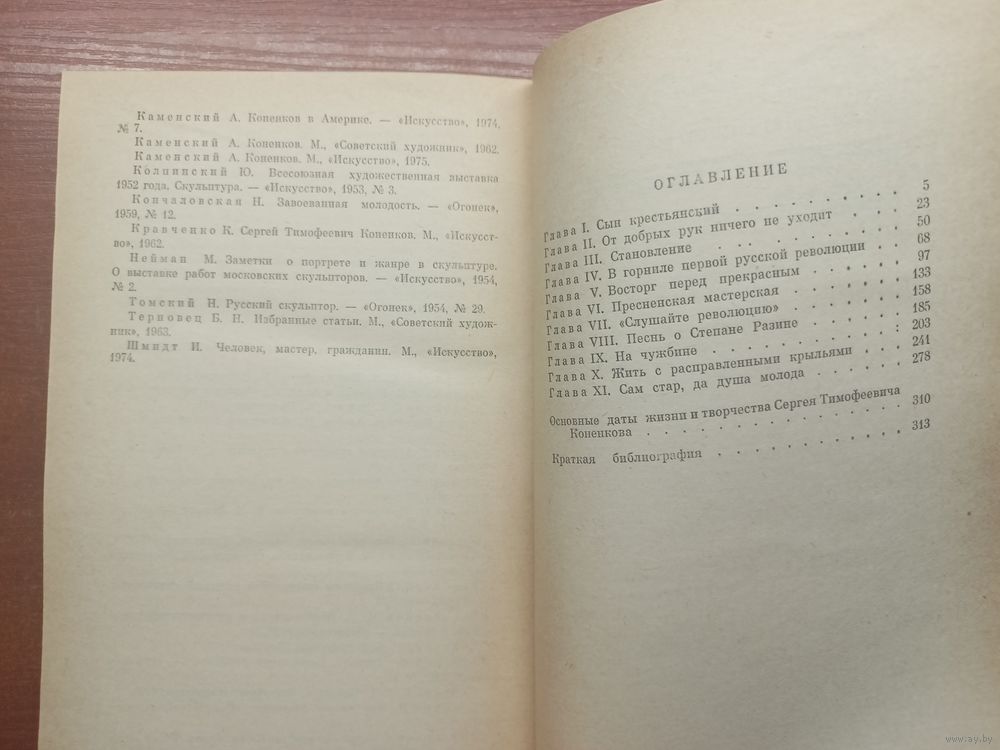 Каменский А. Коненков в Америке. — «Искусство», 1974,
№ 7.
Каменский А. Коненков. М., «Советский художник», 1962.
Каменский А. Коненков. М., «Искусство», 1975.
Колпинский Ю. Всесоюзная художественная выставка
1952 года. Скульптура. — «Искусство», 1953, № 3.
Кончаловская Н. Завоеванная молодость. — «Огонек»,
1959, № 12.
Кравченко К. Сергей Тимофеевич Коненков. М., «Искусст-
во», 1962.
Нейман М. Заметки о портрете и жанре в скульптуре.
О выставке работ московских скульпторов. — «Искусство», 1954,
№ 2.
Томский Н. Русский скульптор. — «Огонек», 1954, № 29.
Терновец Б. Н. Избранные статьи. М., «Советский худож-
ник», 1963.
Шмидт И. Человек, мастер, гражданин. М., «Искусство»,
1974.
ОГЛАВЛЕНИЕ
Глава I. Сын крестьянский . . . . . . . . 5
Глава II. От добрых рук ничего не уходит . . . 23
Глава III. Становление . . . . . . . . 50
Глава IV. В горниле первой русской революции . . 68
Глава V. Восторг перед прекрасным . . . . . 97
Глава VI. Пресненская мастерская . . . . . 133
Глава VII. «Слушайте революцию» . . . . . 158
Глава VIII. Песнь о Степане Разине . . . . . 185
Глава IX. На чужбине . . . . . . . . 203
Глава X. Жить с расправленными крыльями . . 241
Глава XI. Сам стар, да душа молода . . . . . 278
Основные даты жизни и творчества Сергея Тимофеевича
Коненкова . . . . . . . . . . 310
Краткая библиография . . . . . . . . 313
www.ay.by